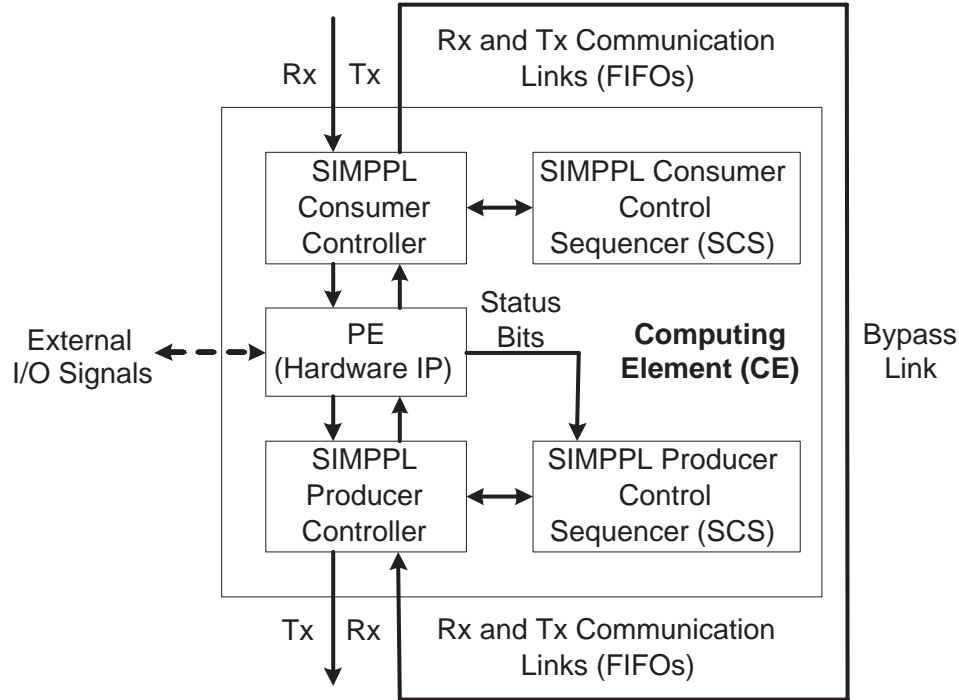 Rx and Tx Communication
Links (FIFOs)
Rx
Tx
SIMPPL
Consumer
Controller
SIMPPL Consumer
Control
Sequencer (SCS)
External
I/O Signals
PE
(Hardware IP)
Status
Bits
Computing
Element (CE)
Bypass
Link
SIMPPL
Producer
Controller
SIMPPL Producer
Control
Sequencer (SCS)
Tx
Rx
Rx and Tx Communication
Links (FIFOs)